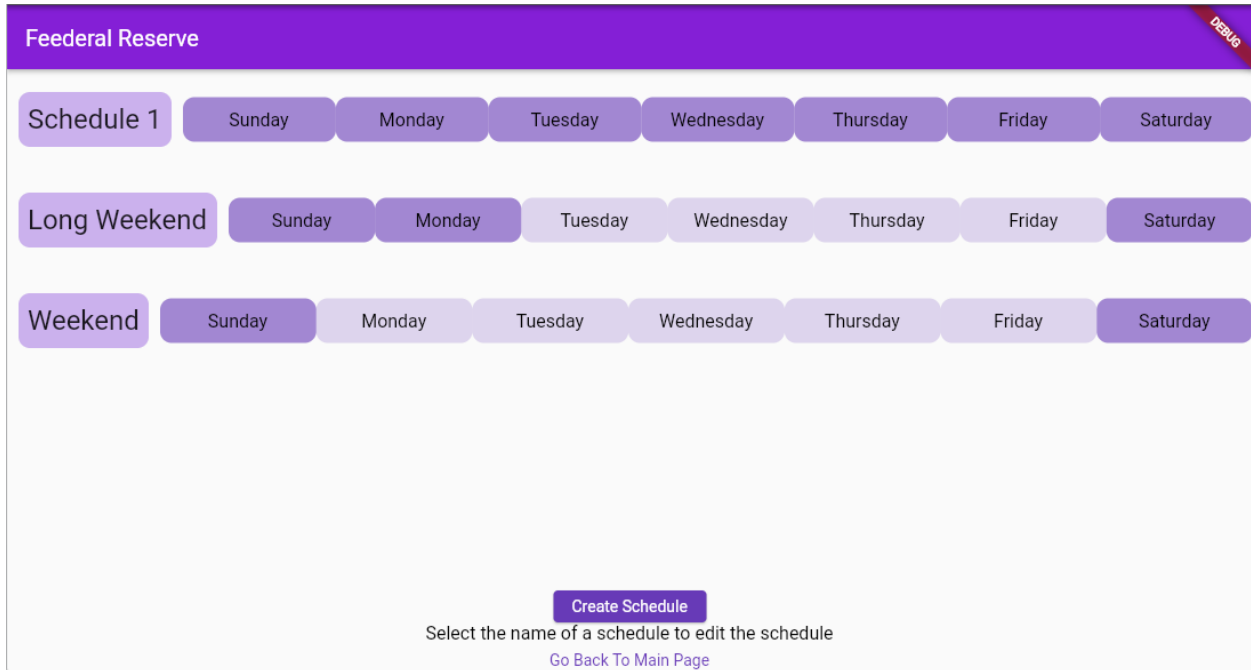 Feederal Reserve
DEBUG
Schedule 1 Sunday Monday Tuesday Wednesday Thursday Friday Saturday
Long Weekend Sunday Monday Tuesday Wednesday Thursday Friday Saturday
Weekend Sunday Monday Tuesday Wednesday Thursday Friday Saturday
Create Schedule
Select the name of a schedule to edit the schedule
Go Back To Main Page